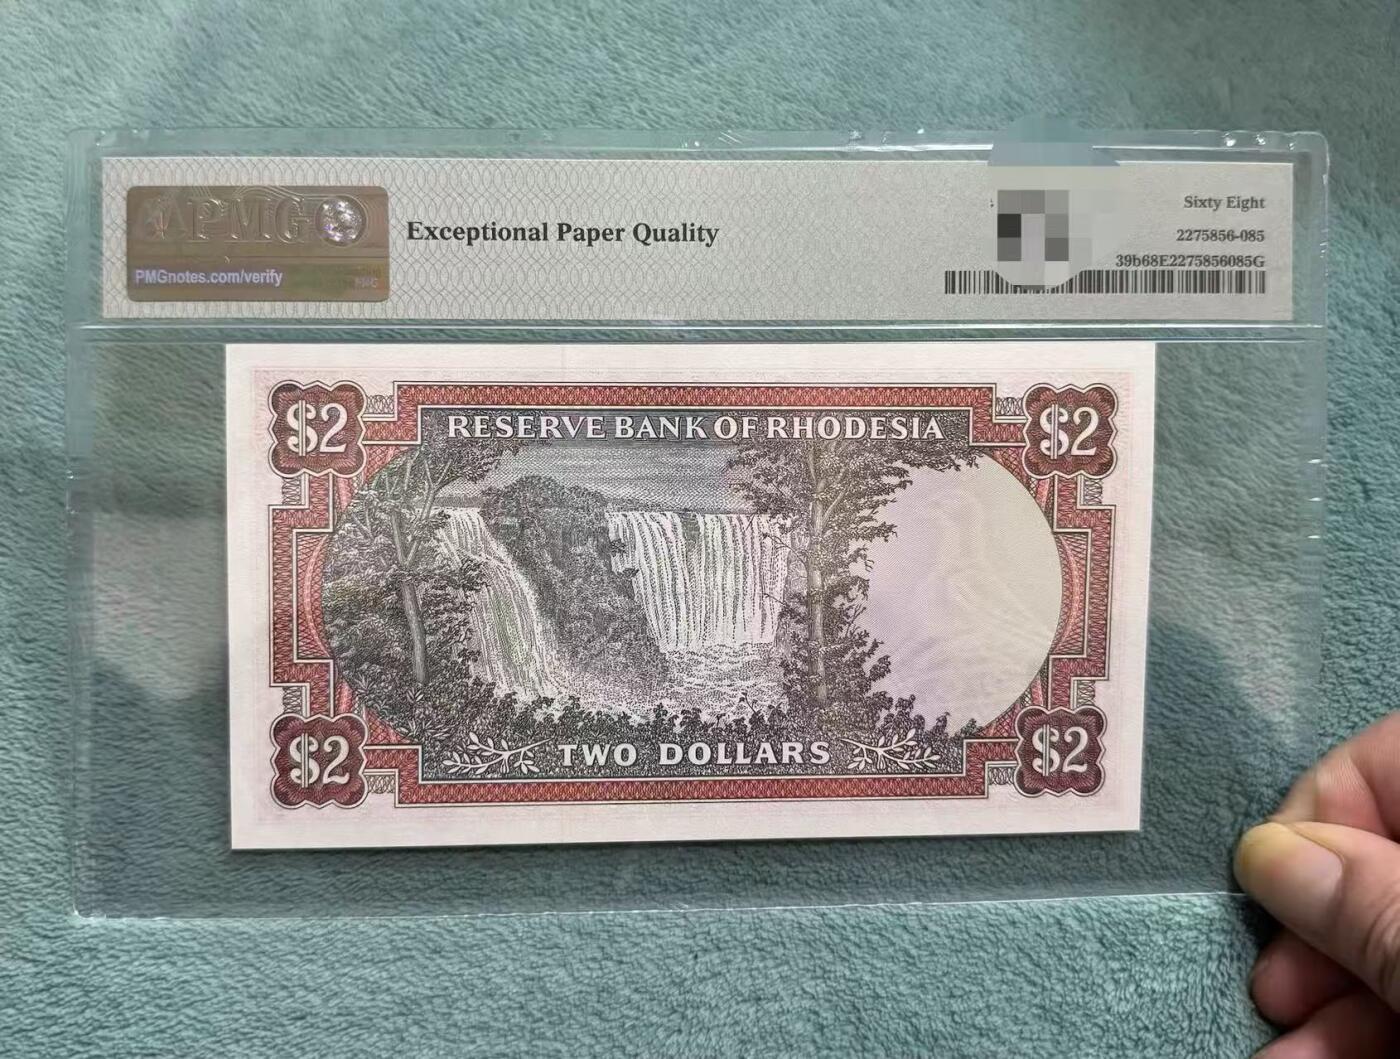 PMG
PMGnotes.com/verify
PMG
Exceptional Paper Quality
Sixty Eight
2275856-085
39b68E2275856085G
$2
RESERVE BANK OF RHODESIA
$2
$2
TWO DOLLARS
$2